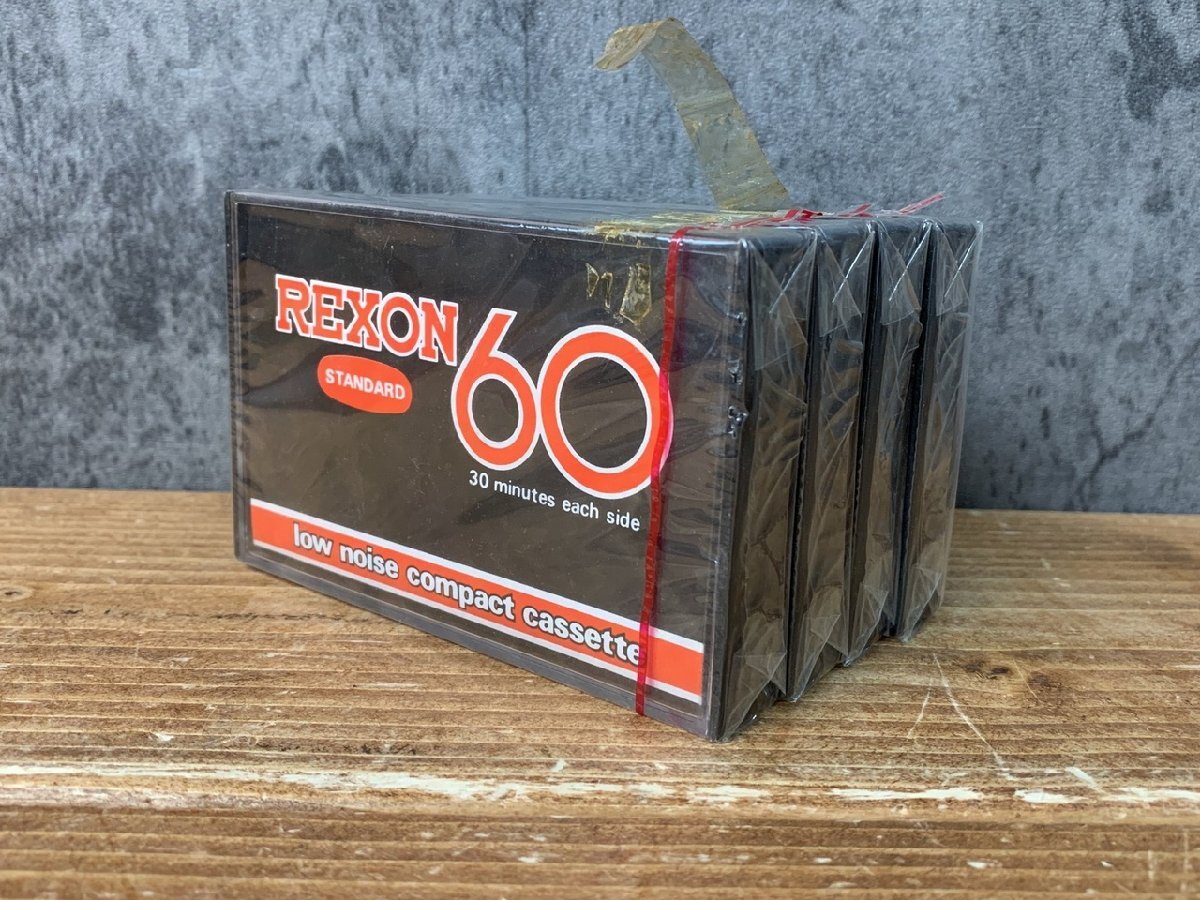 REXON 60
STANDARD
30 minutes each side
low noise compact cassette